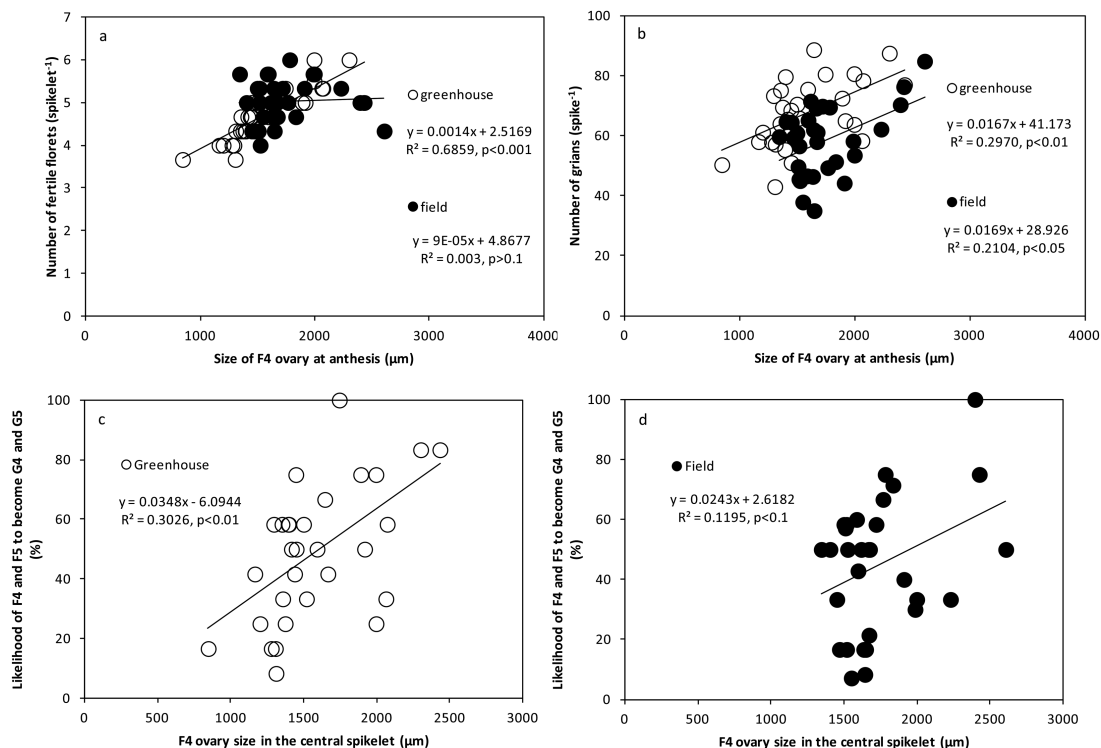 a
Number of fertile florets (spikelet⁻¹)
7
6
5
4
3
2
1
0
greenhouse
y = 0.0014x + 2.5169
R² = 0.6859, p<0.001
field
y = 9E-05x + 4.8677
R² = 0.003, p>0.1
0 1000 2000 3000 4000
Size of F4 ovary at anthesis (μm)
b
Number of grians (spike⁻¹)
100
80
60
40
20
0
greenhouse
y = 0.0167x + 41.173
R² = 0.2970, p<0.01
field
y = 0.0169x + 28.926
R² = 0.2104, p<0.05
0 1000 2000 3000 4000
Size of F4 ovary at anthesis (μm)
c
Likelihood of F4 and F5 to become G4 and G5
(%)
100
80
60
40
20
0
Greenhouse
y = 0.0348x - 6.0944
R² = 0.3026, p<0.01
0 500 1000 1500 2000 2500 3000
F4 ovary size in the central spikelet (μm)
d
Likelihood of F4 and F5 to become G4 and G5
(%)
100
80
60
40
20
0
Field
y = 0.0243x + 2.6182
R² = 0.1195, p<0.1
0 500 1000 1500 2000 2500 3000
F4 ovary size in the central spikelet (μm)